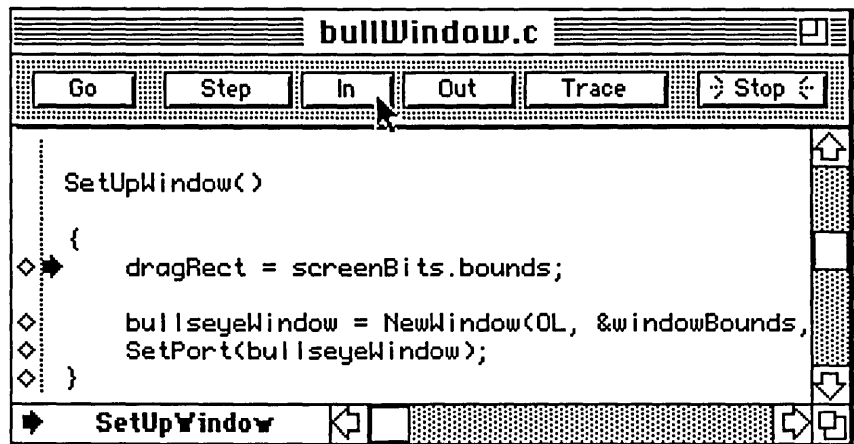 bullWindow.c
Go Step In Out Trace Stop
SetUpWindow()
{
dragRect = screenBits.bounds;
bullseyeWindow = NewWindow(0L, &windowBounds,
SetPort(bullseyeWindow);
}
SetUpWindow